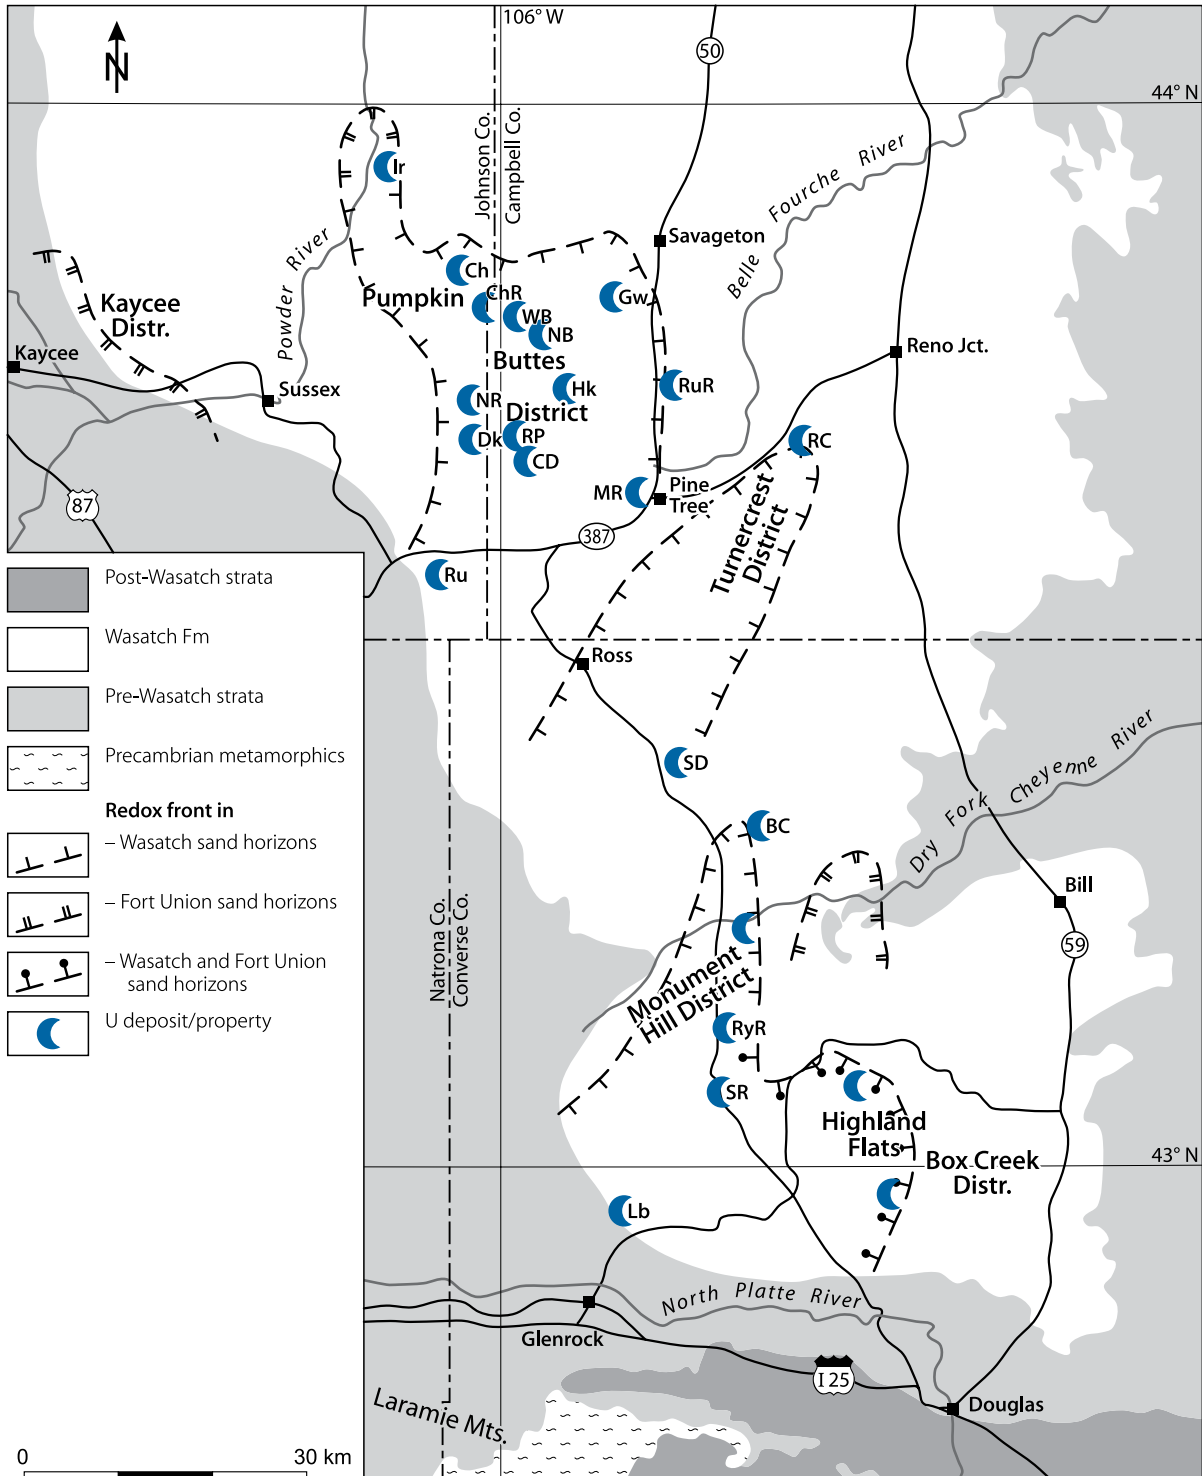 106° W
50
N
44° N
Johnson Co.
Campbell Co.
Belle Fourche River
Ir
Powder River
Savageton
Ch
Kaycee
Distr.
Pumpkin
ChR
Gw
WB
NB
Buttes
Kaycee
Reno Jct.
Sussex
Hk
RuR
NR
District
RP
Dk
CD
RC
MR
Pine
Tree
87
387
Turnercrest
District
Ru
Post-Wasatch strata
Wasatch Fm
Ross
Pre-Wasatch strata
Precambrian metamorphics
SD
Dry Fork Cheyenne River
Redox front in
– Wasatch sand horizons
BC
– Fort Union sand horizons
Bill
59
– Wasatch and Fort Union
sand horizons
Natrona Co.
Converse Co.
Monument
Hill District
U deposit/property
RyR
SR
Highland
Flats
Box Creek
Distr.
43° N
Lb
North Platte River
Glenrock
I 25
Laramie Mts.
Douglas
0
30 km